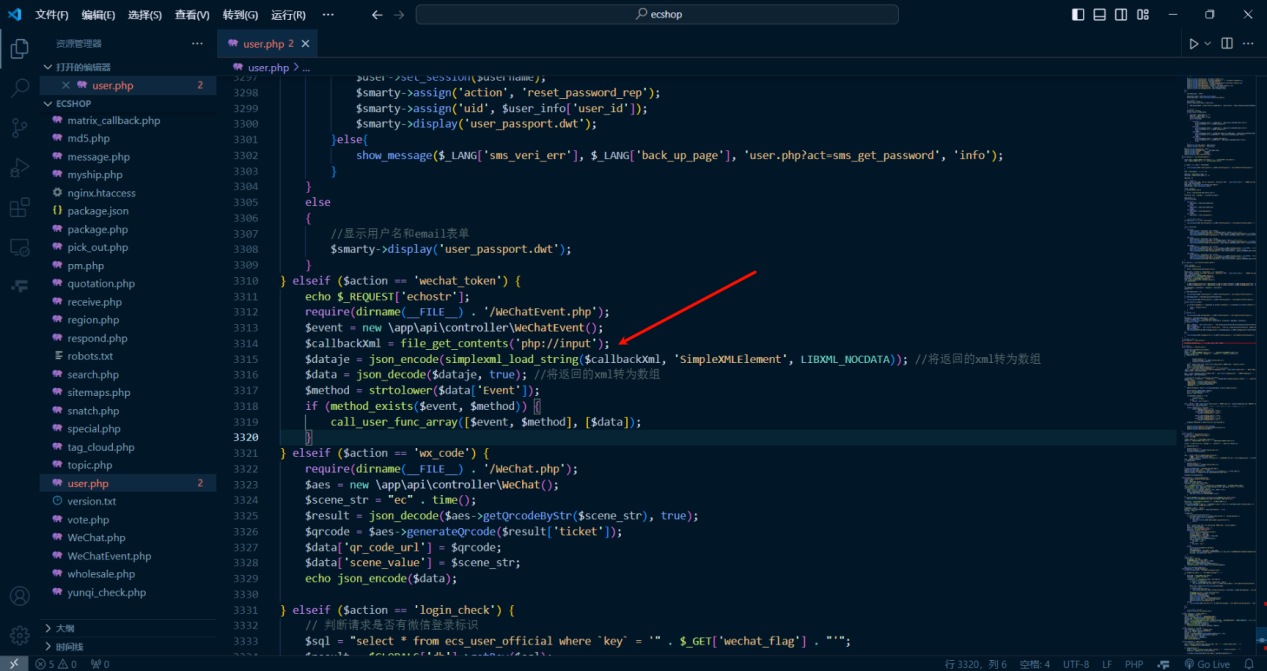 文件(F) 编辑(E) 选择(S) 查看(V) 转到(G) 运行(R) ··· ecshop
资源管理器 ···
打开的编辑器
user.php 2
ECSHOP
matrix_callback.php
md5.php
message.php
myship.php
nginx.htaccess
package.json
package.php
pick_out.php
pm.php
quotation.php
receive.php
region.php
respond.php
robots.txt
search.php
sitemaps.php
snatch.php
special.php
tag_cloud.php
topic.php
user.php 2
version.txt
vote.php
WeChat.php
WeChatEvent.php
wholesale.php
yunqi_check.php
大纲
时间线
user.php 2
user.php > ...
3297 $user->set_session($username);
3298 $smarty->assign('action', 'reset_password_rep');
3299 $smarty->assign('uid', $user_info['user_id']);
3300 $smarty->display('user_passport.dwt');
3301 }else{
3302 show_message($_LANG['sms_veri_err'], $_LANG['back_up_page'], 'user.php?act=sms_get_password', 'info');
3303 }
3304 }
3305 else
3306 {
3307 //显示用户名和email表单
3308 $smarty->display('user_passport.dwt');
3309 }
3310 } elseif ($action == 'wechat_token') {
3311 echo $_REQUEST['echostr'];
3312 require(dirname(__FILE__) . '/WeChatEvent.php');
3313 $event = new \app\api\controller\WeChatEvent();
3314 $callbackXml = file_get_contents('php://input');
3315 $dataje = json_encode(simplexml_load_string($callbackXml, 'SimpleXMLElement', LIBXML_NOCDATA)); //将返回的xml转为数组
3316 $data = json_decode($dataje, true); //将返回的xml转为数组
3317 $method = strtolower($data['Event']);
3318 if (method_exists($event, $method)) {
3319 call_user_func_array([$event, $method], [$data]);
3320 }
3321 } elseif ($action == 'wx_code') {
3322 require(dirname(__FILE__) . '/WeChat.php');
3323 $aes = new \app\api\controller\WeChat();
3324 $scene_str = "ec" . time();
3325 $result = json_decode($aes->getQrcodeByStr($scene_str), true);
3326 $qrcode = $aes->generateQrcode($result['ticket']);
3327 $data['qr_code_url'] = $qrcode;
3328 $data['scene_value'] = $scene_str;
3329 echo json_encode($data);
3330
3331 } elseif ($action == 'login_check') {
3332 // 判断请求是否有微信登录标识
3333 $sql = "select * from ecs_user_official where `key` = '" . $_GET['wechat_flag'] . "'";
5 0 0 行 3320，列 6 空格: 4 UTF-8 LF PHP Go Live